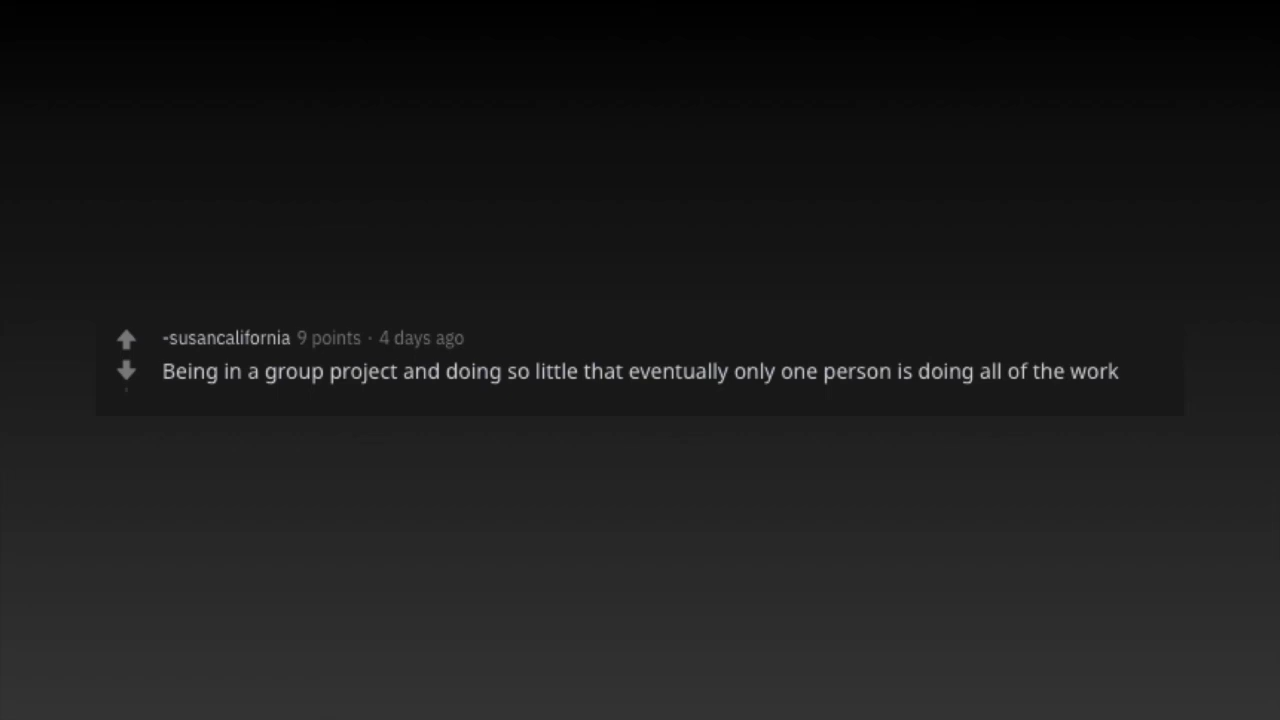 -susancalifornia 9 points · 4 days ago
Being in a group project and doing so little that eventually only one person is doing all of the work